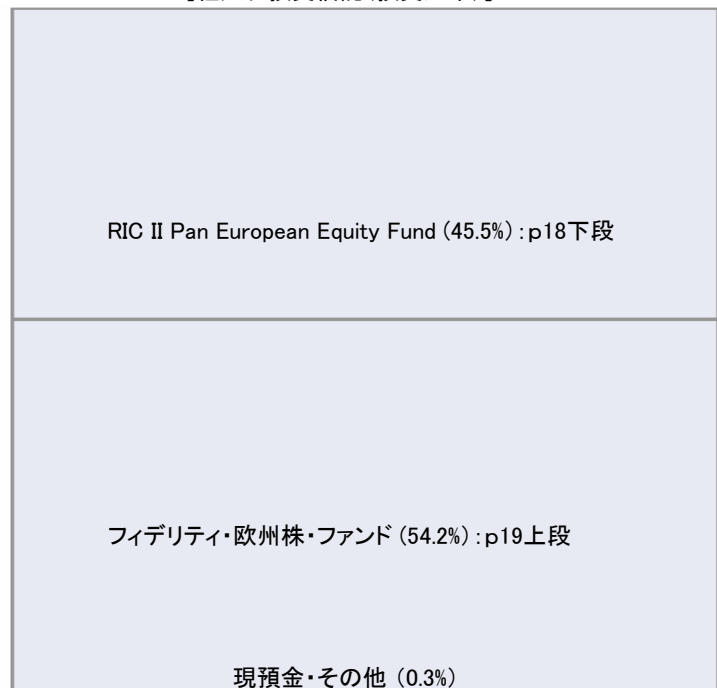 RIC II Pan European Equity Fund (45.5%) : p18下段
フィデリティ・欧州株・ファンド (54.2%) : p19上段
現預金・その他 (0.3%)